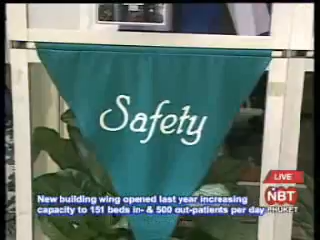 Safety
New building wing opened last year increasing
capacity to 151 beds in- & 500 out-patients per day
LIVE
NBT
PHUKET